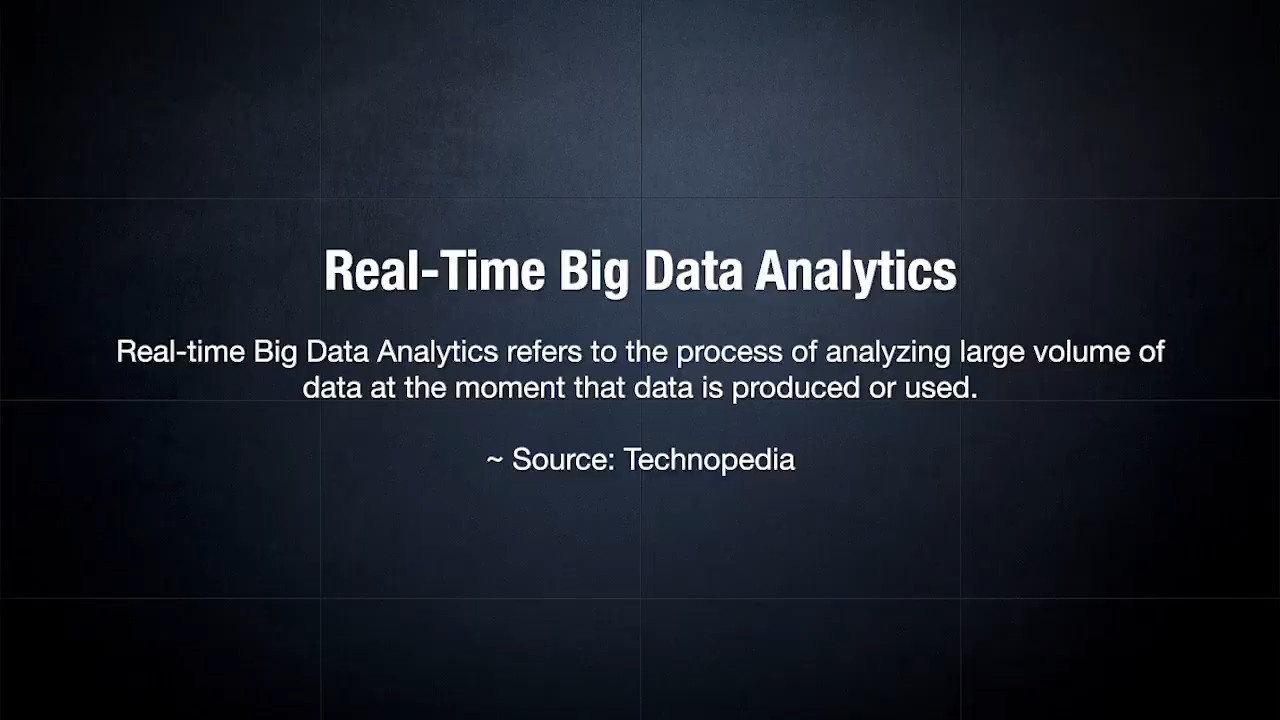 Real-Time Big Data Analytics
Real-time Big Data Analytics refers to the process of analyzing large volume of
data at the moment that data is produced or used.
~ Source: Technopedia